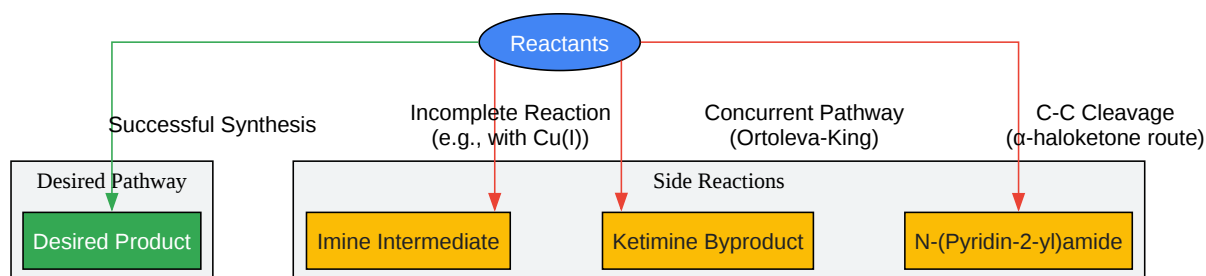 Reactants
Successful Synthesis
Incomplete Reaction
(e.g., with Cu(I))
Concurrent Pathway
(Ortoleva-King)
C-C Cleavage
(α-haloketone route)
Desired Pathway
Side Reactions
Desired Product
Imine Intermediate
Ketimine Byproduct
N-(Pyridin-2-yl)amide